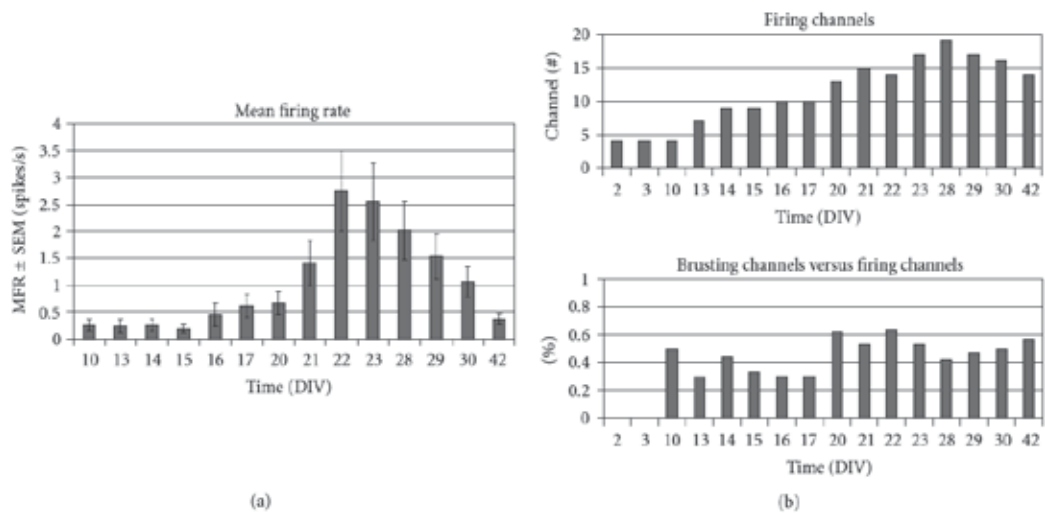 Mean firing rate
MFR ± SEM (spikes/s)
4
3.5
3
2.5
2
1.5
1
0.5
0
10 13 14 15 16 17 20 21 22 23 28 29 30 42
Time (DIV)
(a)
Firing channels
Channel (#)
20
15
10
5
0
2 3 10 13 14 15 16 17 20 21 22 23 28 29 30 42
Time (DIV)
Brusting channels versus firing channels
(%)
1
0.8
0.6
0.4
0.2
0
2 3 10 13 14 15 16 17 20 21 22 23 28 29 30 42
Time (DIV)
(b)